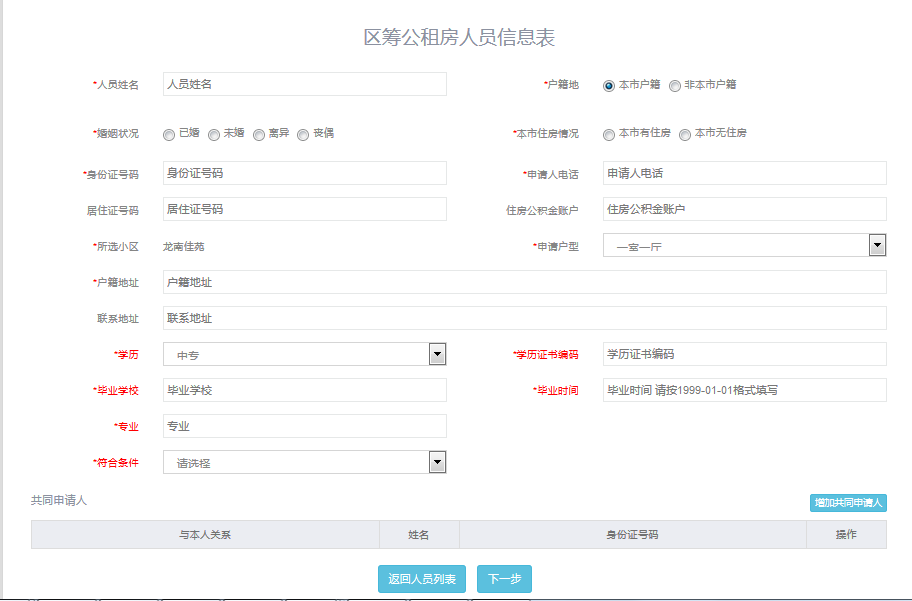 区筹公租房人员信息表
*人员姓名 人员姓名 *户籍地 本市户籍 非本市户籍
*婚姻状况 已婚 未婚 离异 丧偶 *本市住房情况 本市有住房 本市无住房
*身份证号码 身份证号码 *申请人电话 申请人电话
居住证号码 居住证号码 住房公积金账户 住房公积金账户
*所选小区 龙南佳苑 *申请户型 一室一厅
*户籍地址 户籍地址
联系地址 联系地址
*学历 中专 *学历证书编码 学历证书编码
*毕业学校 毕业学校 *毕业时间 毕业时间 请按1999-01-01格式填写
*专业 专业
*符合条件 请选择
共同申请人 增加共同申请人
与本人关系 姓名 身份证号码 操作
返回人员列表 下一步